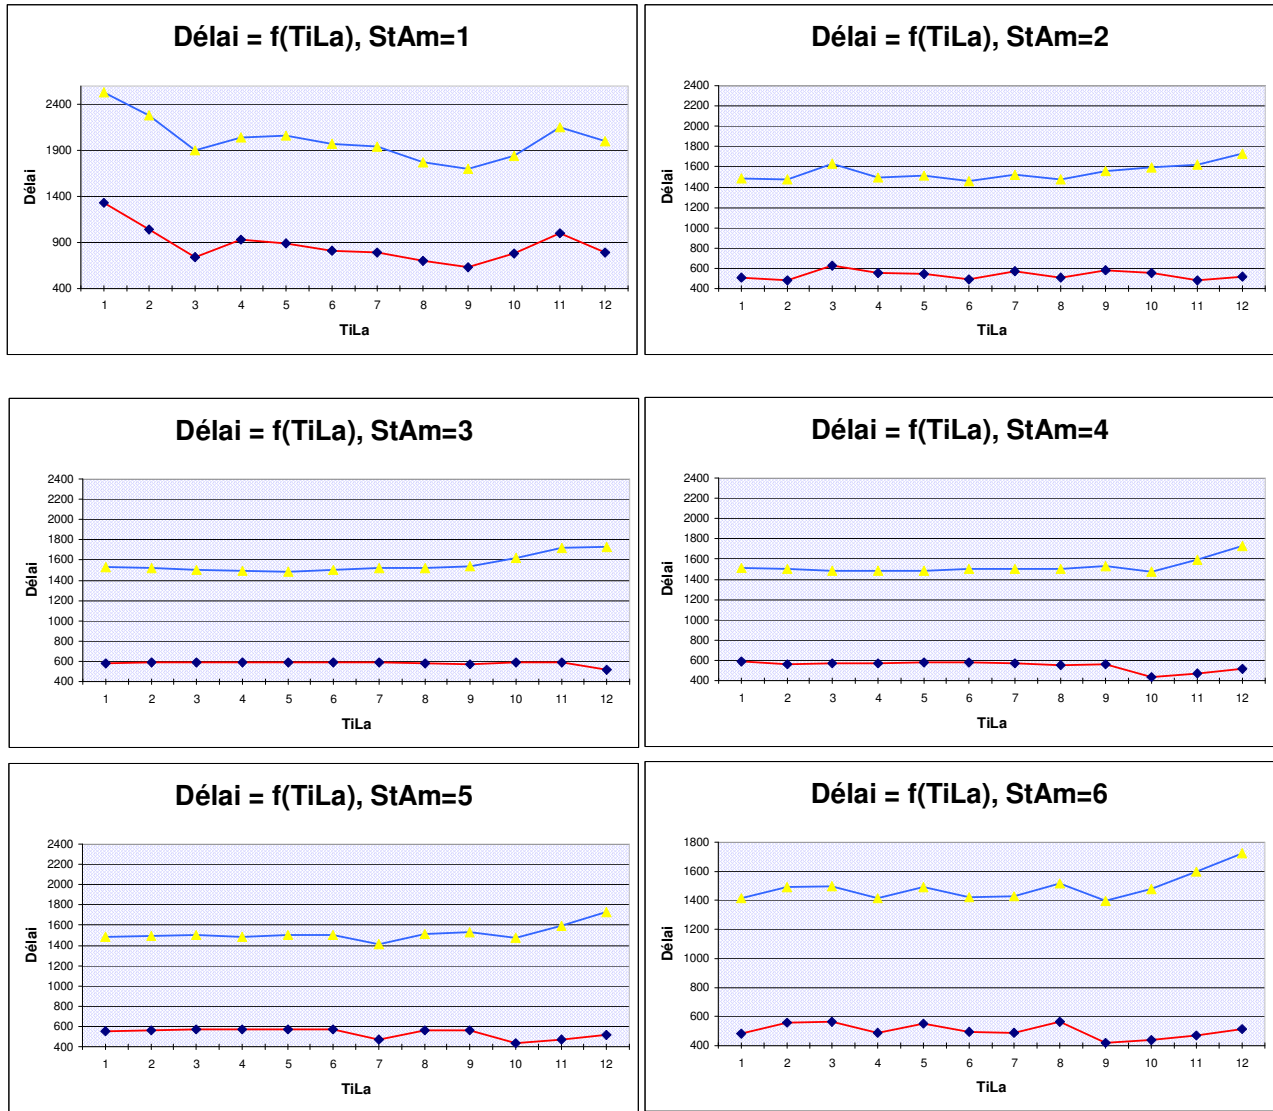 Délai = f(TiLa), StAm=1
2400
1900
1400
900
400
Délai
1 2 3 4 5 6 7 8 9 10 11 12
TiLa
Délai = f(TiLa), StAm=2
2400
2200
2000
1800
1600
1400
1200
1000
800
600
400
Délai
1 2 3 4 5 6 7 8 9 10 11 12
TiLa
Délai = f(TiLa), StAm=3
2400
2200
2000
1800
1600
1400
1200
1000
800
600
400
Délai
1 2 3 4 5 6 7 8 9 10 11 12
TiLa
Délai = f(TiLa), StAm=4
2400
2200
2000
1800
1600
1400
1200
1000
800
600
400
Délai
1 2 3 4 5 6 7 8 9 10 11 12
TiLa
Délai = f(TiLa), StAm=5
2400
2200
2000
1800
1600
1400
1200
1000
800
600
400
Délai
1 2 3 4 5 6 7 8 9 10 11 12
TiLa
Délai = f(TiLa), StAm=6
1800
1600
1400
1200
1000
800
600
400
Délai
1 2 3 4 5 6 7 8 9 10 11 12
TiLa